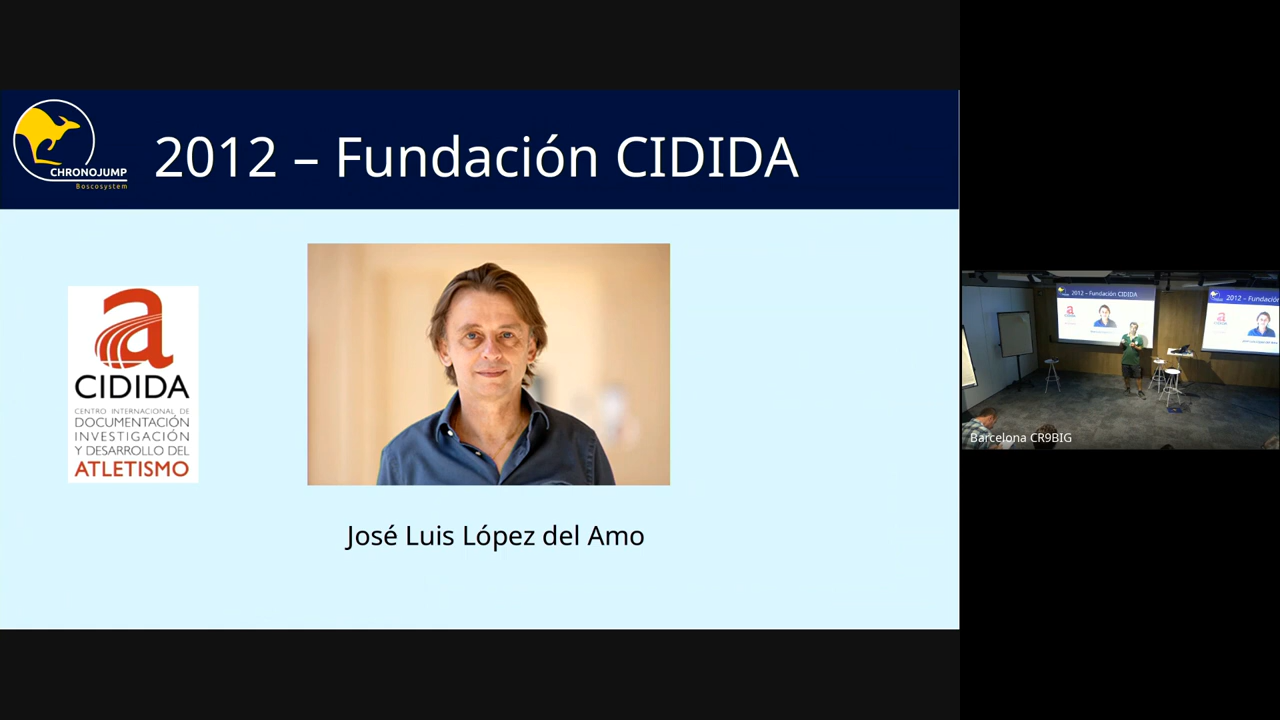 CHRONOJUMP
Boscosystem
2012 – Fundación CIDIDA
a
CIDIDA
CENTRO INTERNACIONAL DE
DOCUMENTACIÓN
INVESTIGACIÓN
Y DESARROLLO DEL
ATLETISMO
José Luis López del Amo
2012 – Fundación CIDIDA
2012 – Fundación
Barcelona CR9BIG